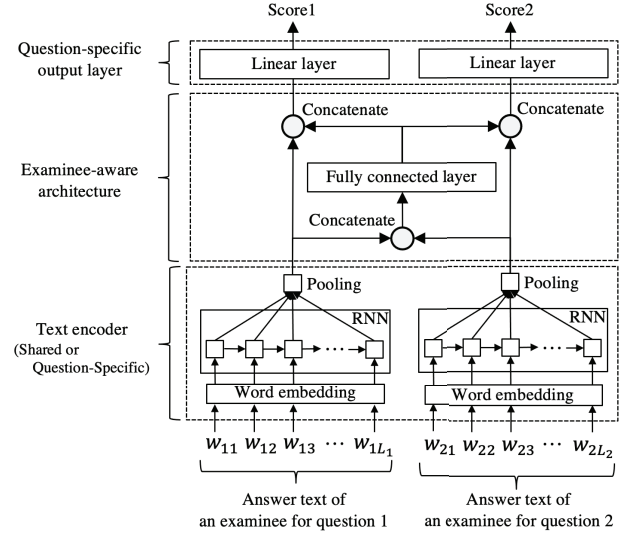 Score1
Score2
Question-specific
output layer
Linear layer
Linear layer
Concatenate
Concatenate
Examinee-aware
architecture
Fully connected layer
Concatenate
Pooling
Pooling
RNN
RNN
Text encoder
(Shared or
Question-Specific)
...
...
Word embedding
Word embedding
w₁₁ w₁₂ w₁₃ ⋯ w₁L₁
w₂₁ w₂₂ w₂₃ ⋯ w₂L₂
Answer text of
an examinee for question 1
Answer text of
an examinee for question 2